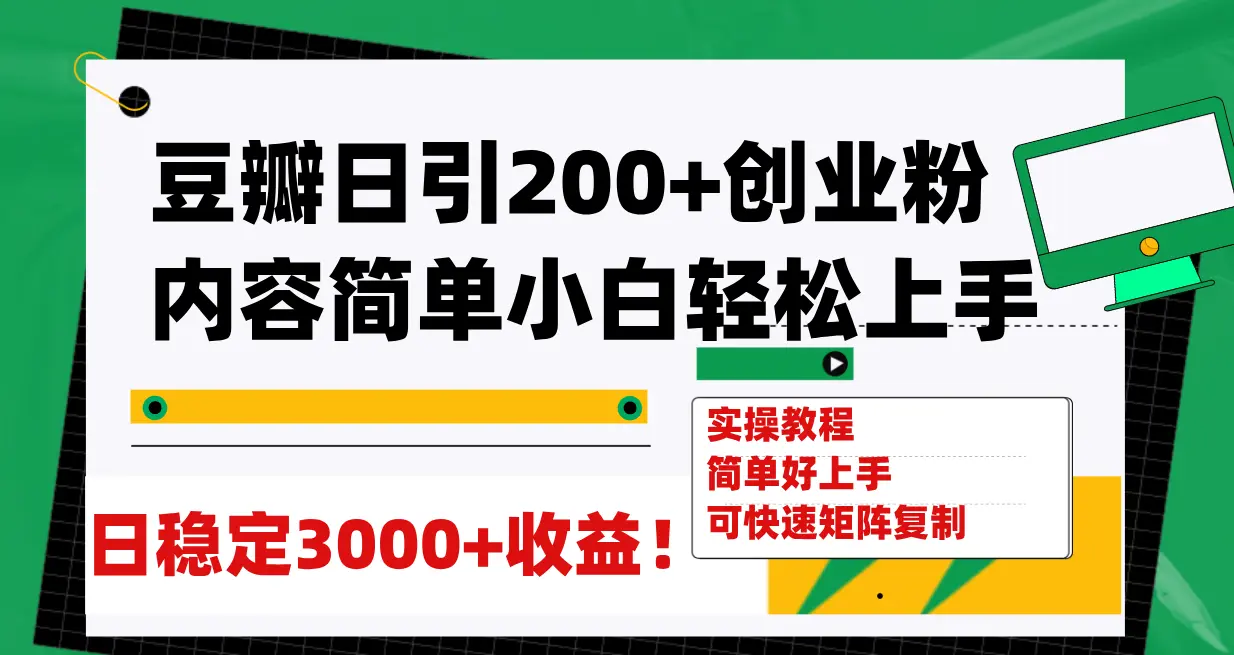 豆瓣日引200+创业粉
内容简单小白轻松上手
实操教程
简单好上手
可快速矩阵复制
日稳定3000+收益！